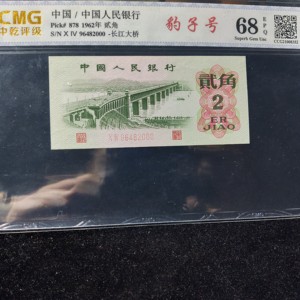 CMG
中乾评级
中国 / 中国人民银行
Pick# 878 1962年 贰角
S/N X IV 96482000 -长江大桥
豹子号
68
EPQ
Superb Gem Unc
中国人民银行
贰角
2
ER
JIAO
96482000